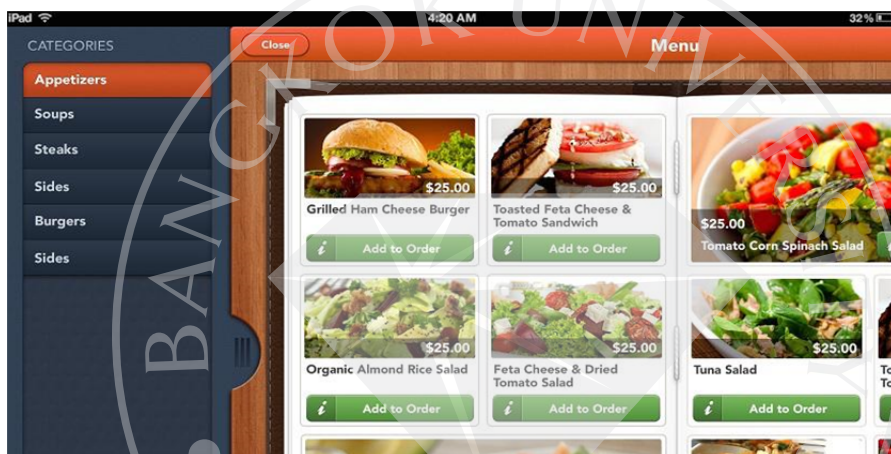 iPad 4:20 AM 32%
CATEGORIES
Close
Menu
Appetizers
Soups
Steaks
Sides
Burgers
Sides
$25.00
Grilled Ham Cheese Burger
Add to Order
$25.00
Toasted Feta Cheese &
Tomato Sandwich
Add to Order
$25.00
Tomato Corn Spinach Salad
$25.00
Organic Almond Rice Salad
Add to Order
$25.00
Feta Cheese & Dried
Tomato Salad
Add to Order
$25.00
Tuna Salad
Add to Order
BANGKOK UNIVERSITY